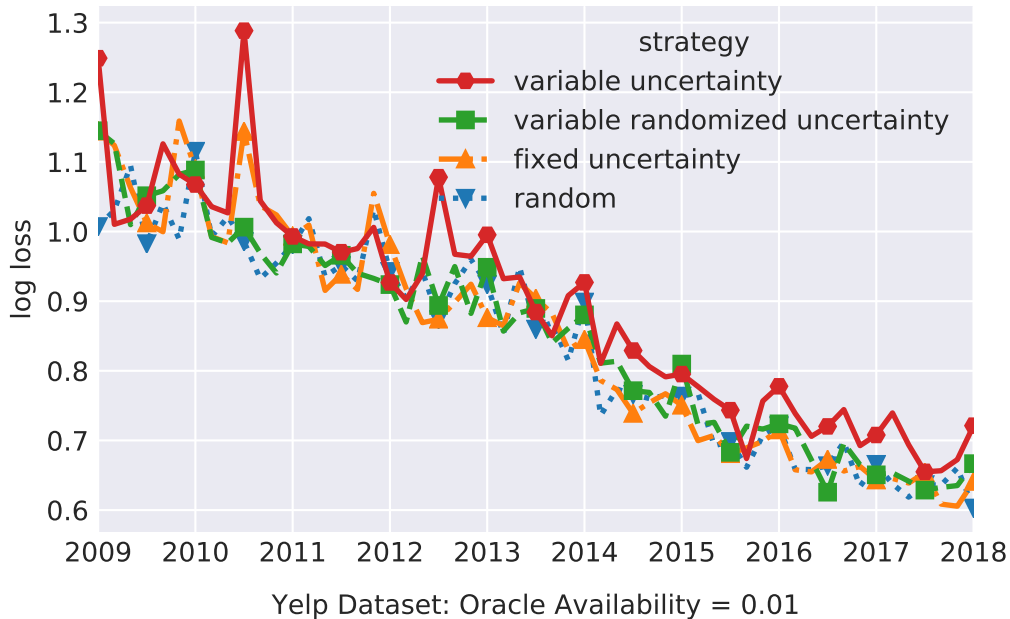 1.3
1.2
1.1
1.0
0.9
0.8
0.7
0.6
log loss
strategy
variable uncertainty
variable randomized uncertainty
fixed uncertainty
random
2009 2010 2011 2012 2013 2014 2015 2016 2017 2018
Yelp Dataset: Oracle Availability = 0.01